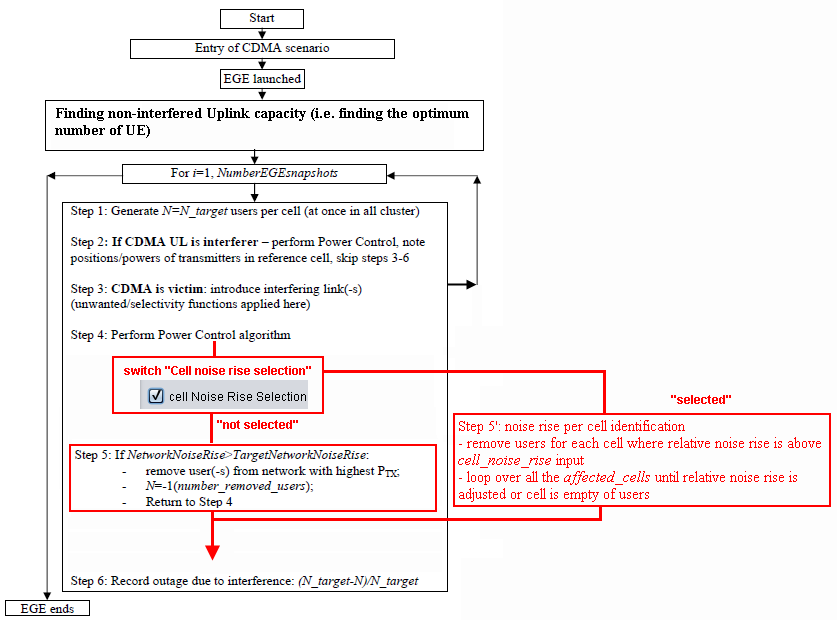 Start
Entry of CDMA scenario
EGE launched
Finding non-interfered Uplink capacity (i.e. finding the optimum
number of UE)
For i=1, NumberEGEsnapshots
Step 1: Generate N=N_target users per cell (at once in all cluster)
Step 2: If CDMA UL is interferer – perform Power Control, note
positions/powers of transmitters in reference cell, skip steps 3-6
Step 3: CDMA is victim: introduce interfering link(-s)
(unwanted/selectivity functions applied here)
Step 4: Perform Power Control algorithm
switch "Cell noise rise selection"
cell Noise Rise Selection
"selected"
"not selected"
Step 5': noise rise per cell identification
- remove users for each cell where relative noise rise is above
cell_noise_rise input
- loop over all the affected_cells until relative noise rise is
adjusted or cell is empty of users
Step 5: If NetworkNoiseRise>TargetNetworkNoiseRise:
- remove user(-s) from network with highest PTX;
- N=-1(number_removed_users);
- Return to Step 4
Step 6: Record outage due to interference: (N_target-N)/N_target
EGE ends